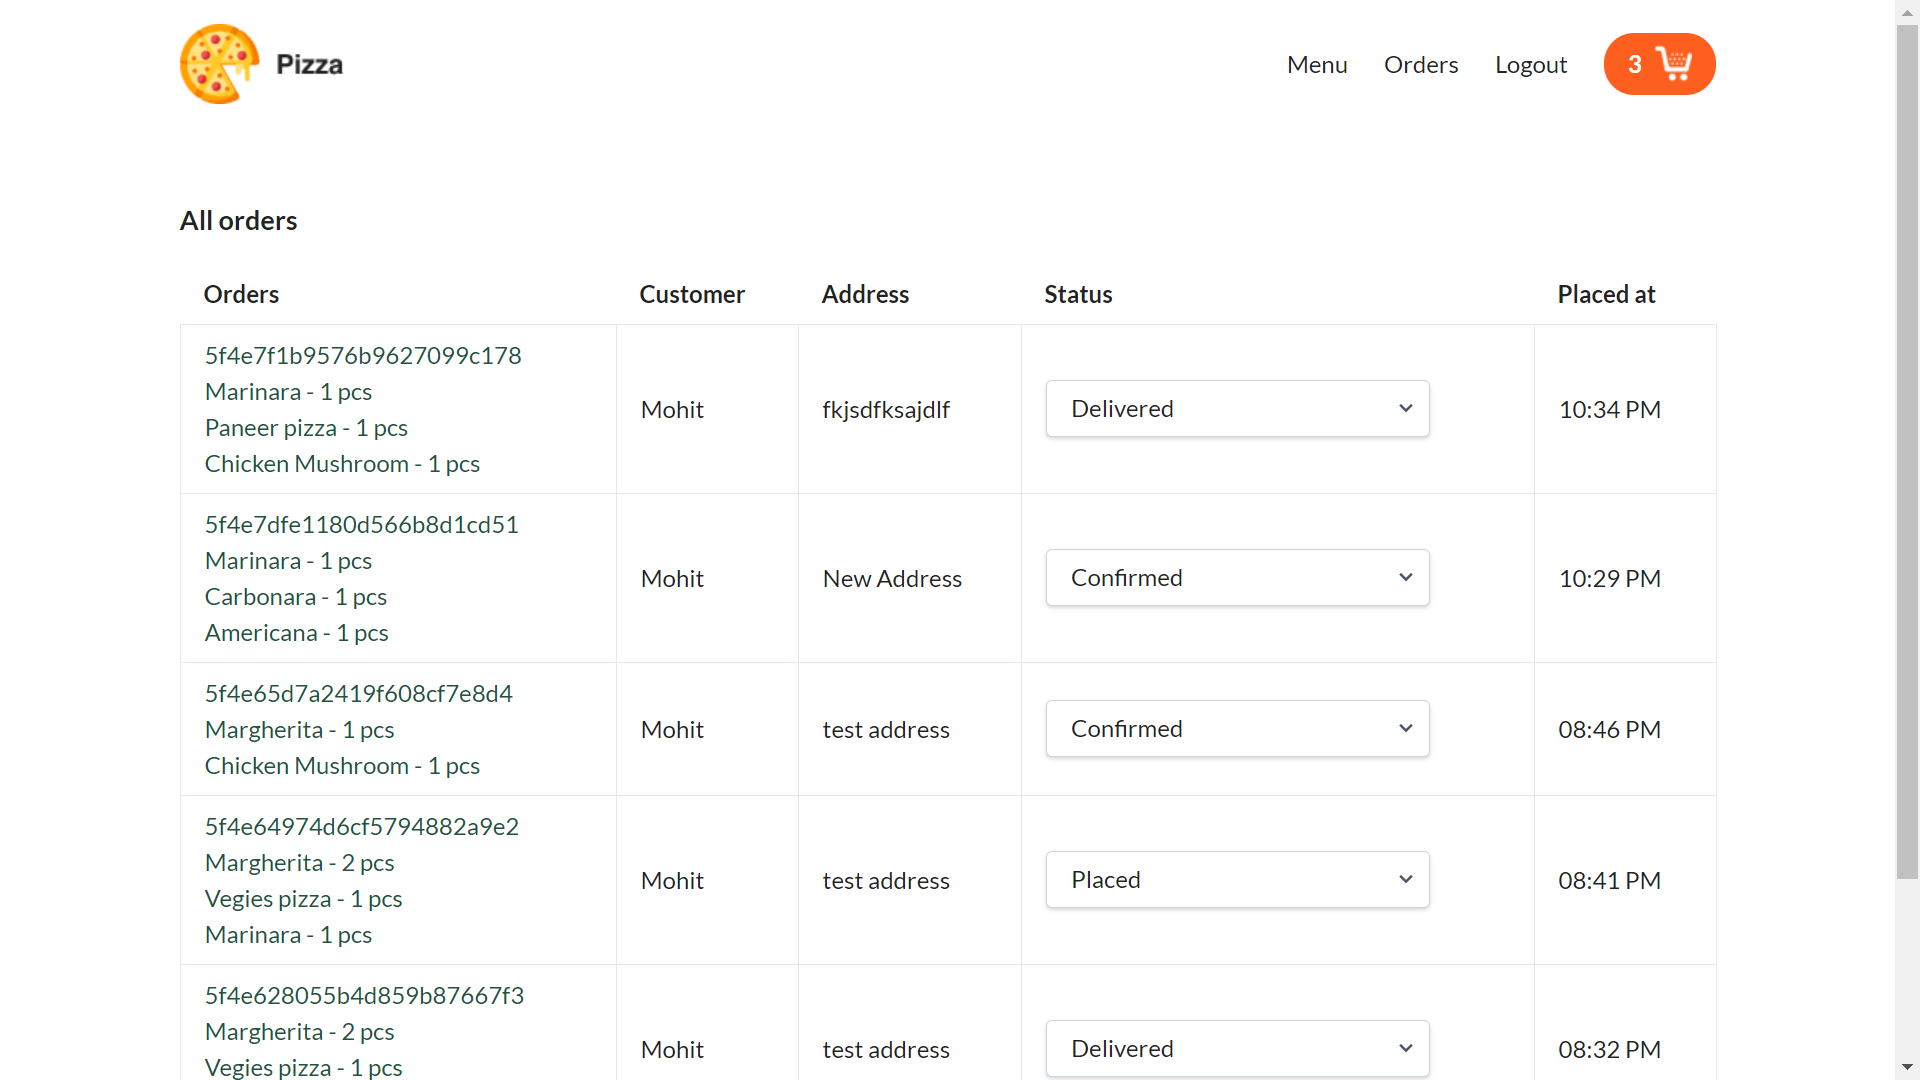 Pizza
Menu Orders Logout 3
All orders
Orders Customer Address Status Placed at
5f4e7f1b9576b9627099c178
Marinara - 1 pcs
Paneer pizza - 1 pcs
Chicken Mushroom - 1 pcs
Mohit
fkjsdfksajdlf
Delivered
10:34 PM
5f4e7dfe1180d566b8d1cd51
Marinara - 1 pcs
Carbonara - 1 pcs
Americana - 1 pcs
Mohit
New Address
Confirmed
10:29 PM
5f4e65d7a2419f608cf7e8d4
Margherita - 1 pcs
Chicken Mushroom - 1 pcs
Mohit
test address
Confirmed
08:46 PM
5f4e64974d6cf5794882a9e2
Margherita - 2 pcs
Vegies pizza - 1 pcs
Marinara - 1 pcs
Mohit
test address
Placed
08:41 PM
5f4e628055b4d859b87667f3
Margherita - 2 pcs
Vegies pizza - 1 pcs
Mohit
test address
Delivered
08:32 PM